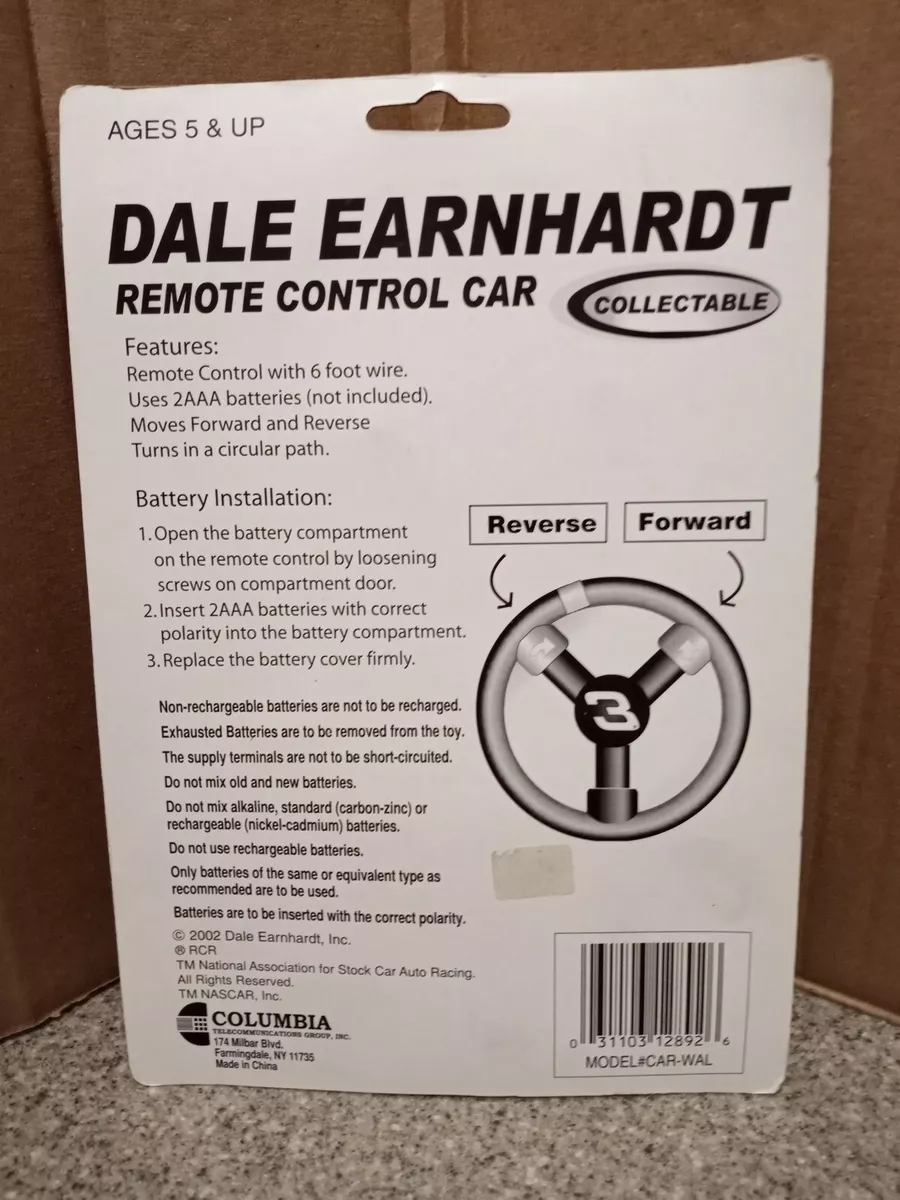 AGES 5 & UP
DALE EARNHARDT
REMOTE CONTROL CAR
COLLECTABLE
Features:
Remote Control with 6 foot wire.
Uses 2AAA batteries (not included).
Moves Forward and Reverse
Turns in a circular path.
Battery Installation:
1. Open the battery compartment
on the remote control by loosening
screws on compartment door.
2. Insert 2AAA batteries with correct
polarity into the battery compartment.
3. Replace the battery cover firmly.
Reverse
Forward
3
Non-rechargeable batteries are not to be recharged.
Exhausted Batteries are to be removed from the toy.
The supply terminals are not to be short-circuited.
Do not mix old and new batteries.
Do not mix alkaline, standard (carbon-zinc) or
rechargeable (nickel-cadmium) batteries.
Do not use rechargeable batteries.
Only batteries of the same or equivalent type as
recommended are to be used.
Batteries are to be inserted with the correct polarity.
© 2002 Dale Earnhardt, Inc.
® RCR
TM National Association for Stock Car Auto Racing.
All Rights Reserved.
TM NASCAR, Inc.
COLUMBIA
TELECOMMUNICATIONS GROUP, INC.
174 Milbar Blvd.
Farmingdale, NY 11735
Made in China
0 31103 12892 6
MODEL#CAR-WAL